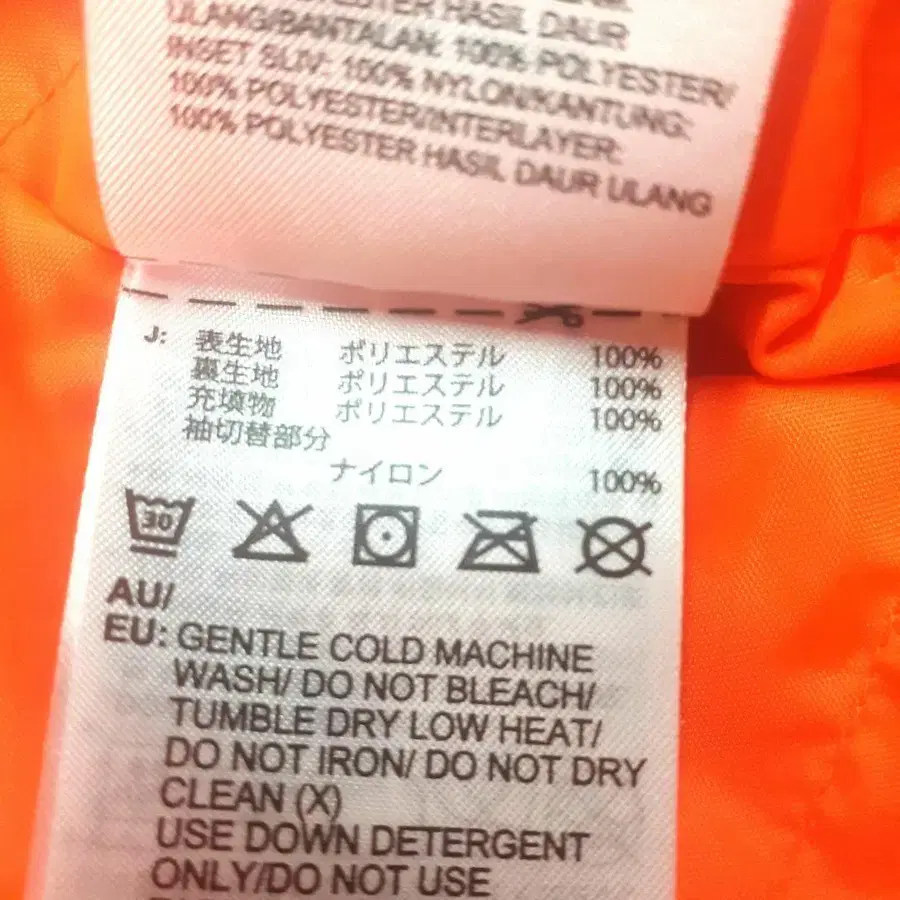 POLYESTER HASIL DAUR
ULANG/BANTALAN: 100% POLYESTER/
INSET SLIV: 100% NYLON/KANTUNG:
100% POLYESTER/INTERLAYER:
100% POLYESTER HASIL DAUR ULANG
J: 表生地 ポリエステル 100%
裏生地 ポリエステル 100%
充填物 ポリエステル 100%
袖切替部分
ナイロン 100%
30
AU/
EU: GENTLE COLD MACHINE
WASH/ DO NOT BLEACH/
TUMBLE DRY LOW HEAT/
DO NOT IRON/ DO NOT DRY
CLEAN (X)
USE DOWN DETERGENT
ONLY/DO NOT USE